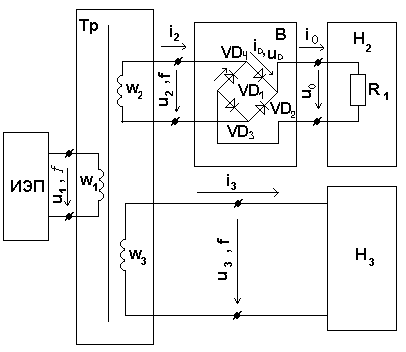 Тр
i2
В
i0
Н2
VD4
iD, uD
w2
u2, f
VD1
VD2
VD3
u0
R1
ИЭП
u1, f
w1
i3
w3
u3, f
Н3